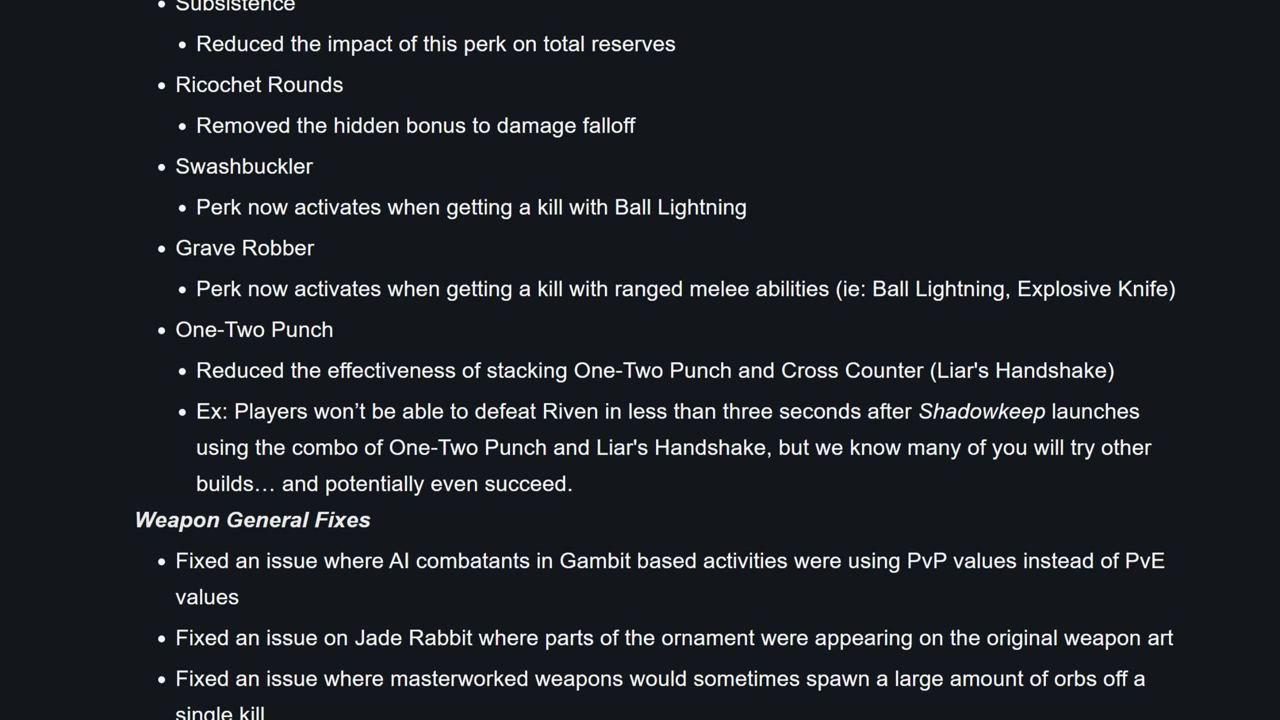 Subsistence
Reduced the impact of this perk on total reserves
Ricochet Rounds
Removed the hidden bonus to damage falloff
Swashbuckler
Perk now activates when getting a kill with Ball Lightning
Grave Robber
Perk now activates when getting a kill with ranged melee abilities (ie: Ball Lightning, Explosive Knife)
One-Two Punch
Reduced the effectiveness of stacking One-Two Punch and Cross Counter (Liar's Handshake)
Ex: Players won’t be able to defeat Riven in less than three seconds after Shadowkeep launches
using the combo of One-Two Punch and Liar's Handshake, but we know many of you will try other
builds… and potentially even succeed.
Weapon General Fixes
Fixed an issue where AI combatants in Gambit based activities were using PvP values instead of PvE
values
Fixed an issue on Jade Rabbit where parts of the ornament were appearing on the original weapon art
Fixed an issue where masterworked weapons would sometimes spawn a large amount of orbs off a
single kill